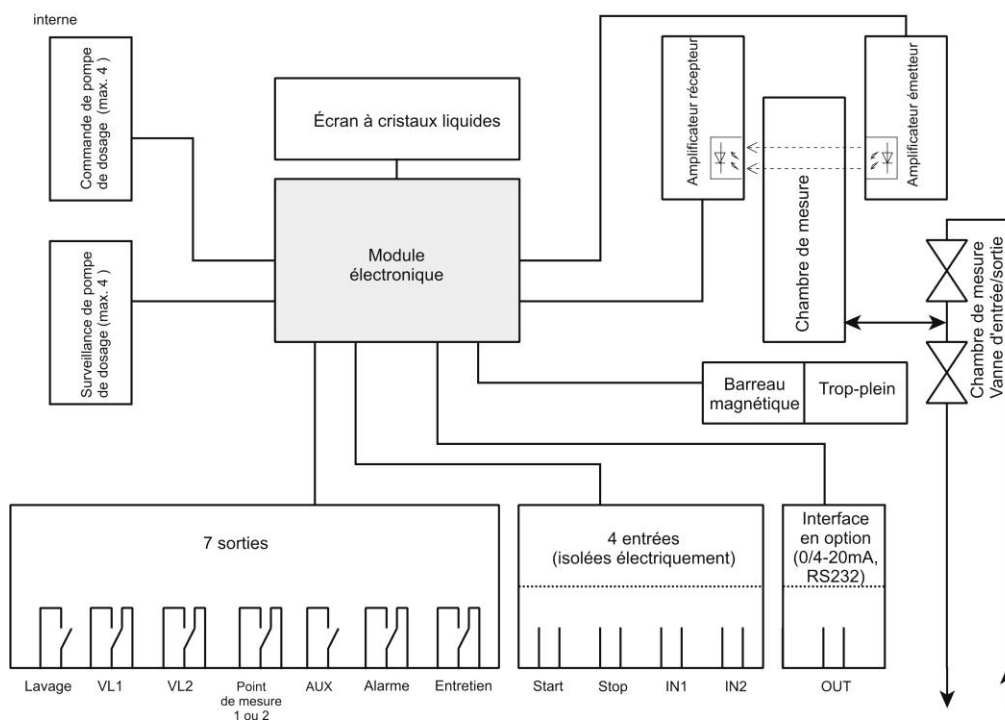 interne
Commande de pompe
de dosage (max. 4 )
Surveillance de pompe
de dosage (max. 4 )
Écran à cristaux liquides
Module
électronique
Amplificateur récepteur
Chambre de mesure
Amplificateur émetteur
Chambre de mesure
Vanne d'entrée/sortie
Barreau
magnétique
Trop-plein
7 sorties
Lavage
VL1
VL2
Point
de mesure
1 ou 2
AUX
Alarme
Entretien
4 entrées
(isolées électriquement)
Start
Stop
IN1
IN2
Interface
en option
(0/4-20mA,
RS232)
OUT